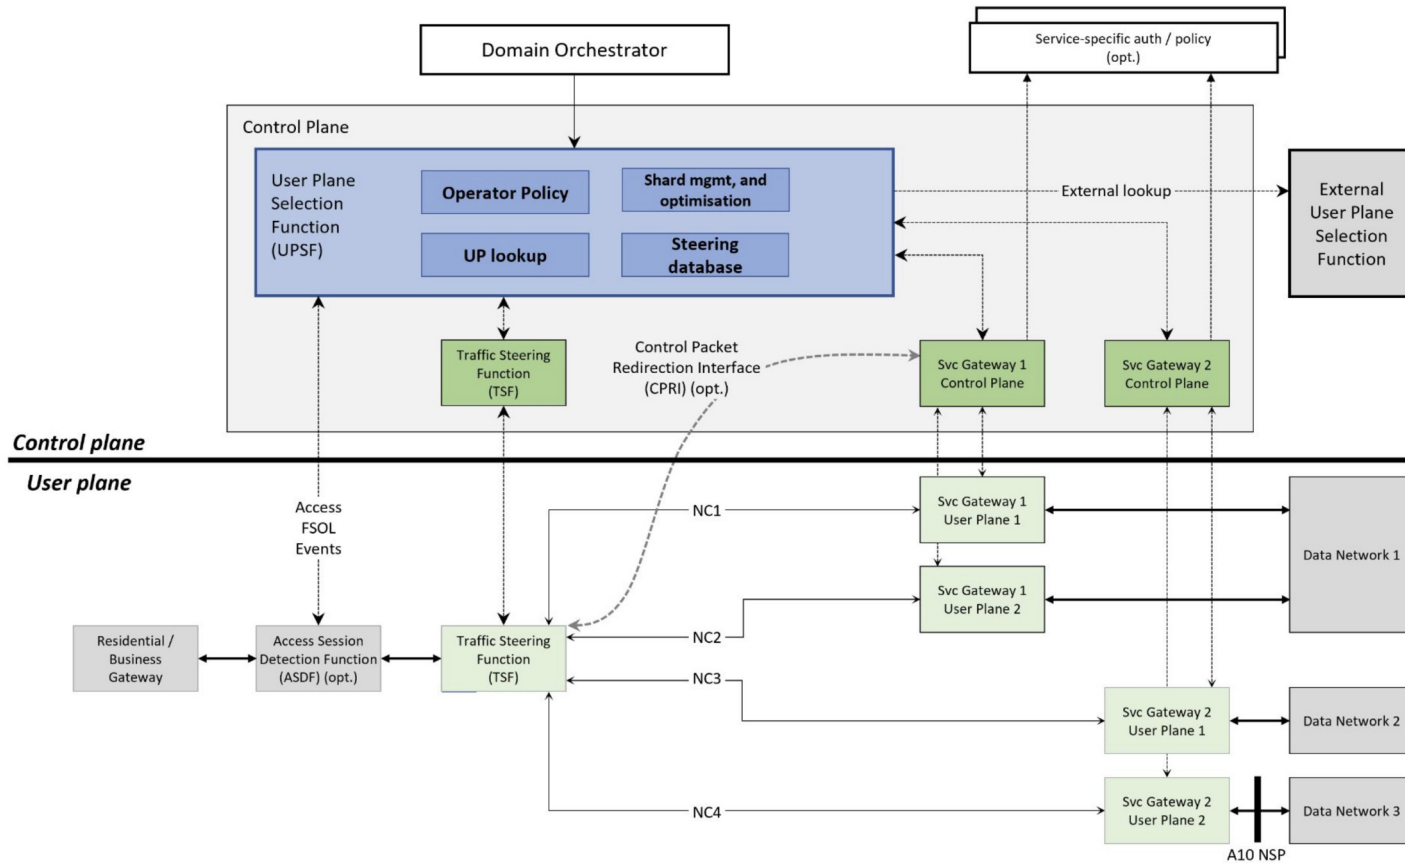 Domain Orchestrator
Service-specific auth / policy
(opt.)
Control Plane
User Plane
Selection
Function
(UPSF)
Operator Policy
Shard mgmt, and
optimisation
UP lookup
Steering
database
External lookup
External
User Plane
Selection
Function
Traffic Steering
Function
(TSF)
Control Packet
Redirection Interface
(CPRI) (opt.)
Svc Gateway 1
Control Plane
Svc Gateway 2
Control Plane
Control plane
User plane
Access
FSOL
Events
NC1
Svc Gateway 1
User Plane 1
Data Network 1
Svc Gateway 1
User Plane 2
NC2
Residential /
Business
Gateway
Access Session
Detection Function
(ASDF) (opt.)
Traffic Steering
Function
(TSF)
NC3
Svc Gateway 2
User Plane 1
Data Network 2
NC4
Svc Gateway 2
User Plane 2
Data Network 3
A10 NSP